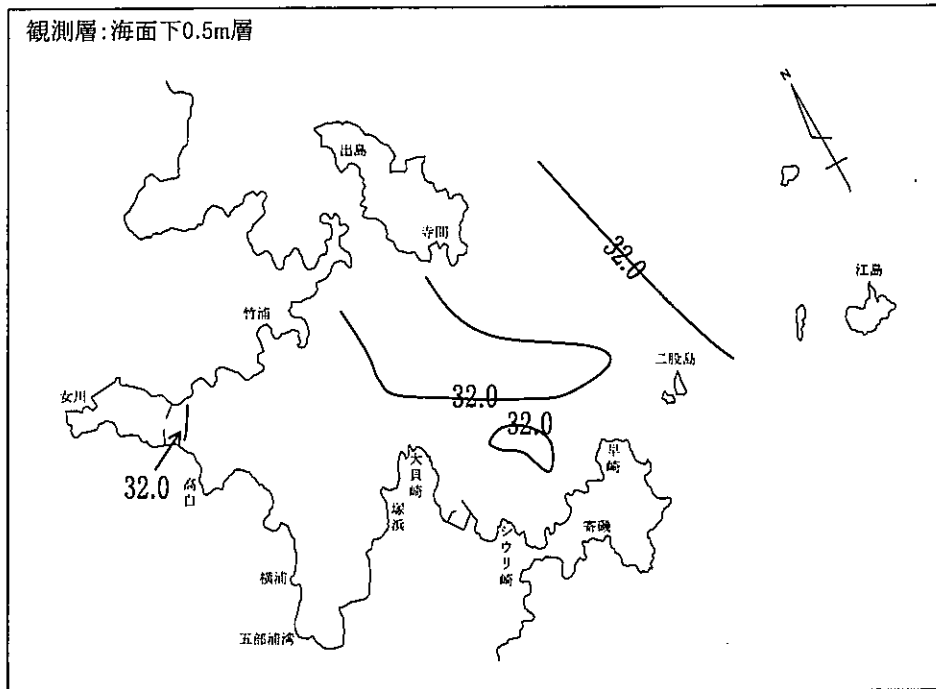 観測層:海面下0.5m層
N
出島
寺間
32.0
江島
竹浦
二股島
女川
32.0
32.0
32.0
高白
大貝崎
塚浜
早崎
寄磯
シウリ崎
横浦
五部浦湾